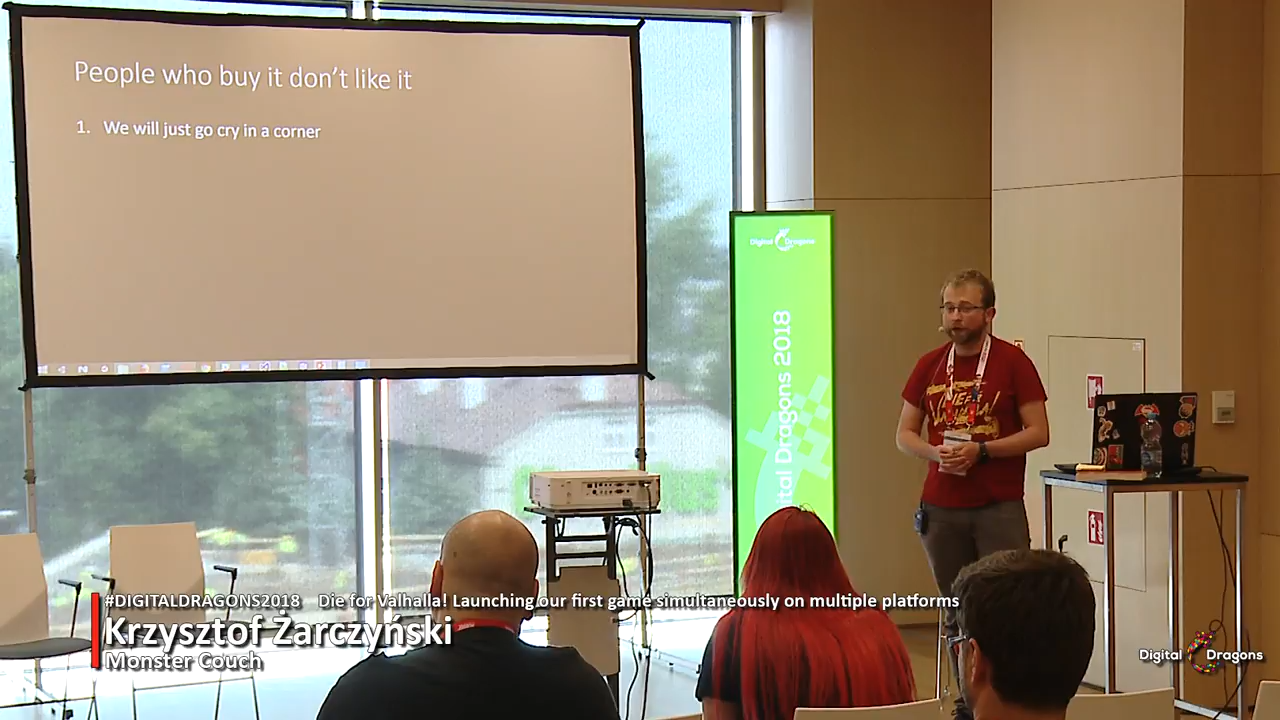 People who buy it don't like it
1. We will just go cry in a corner
Digital Dragons
Digital Dragons 2018
#DIGITALDRAGONS2018 Die for Valhalla! Launching our first game simultaneously on multiple platforms
Krzysztof Żarczyński
Monster Couch
Digital Dragons